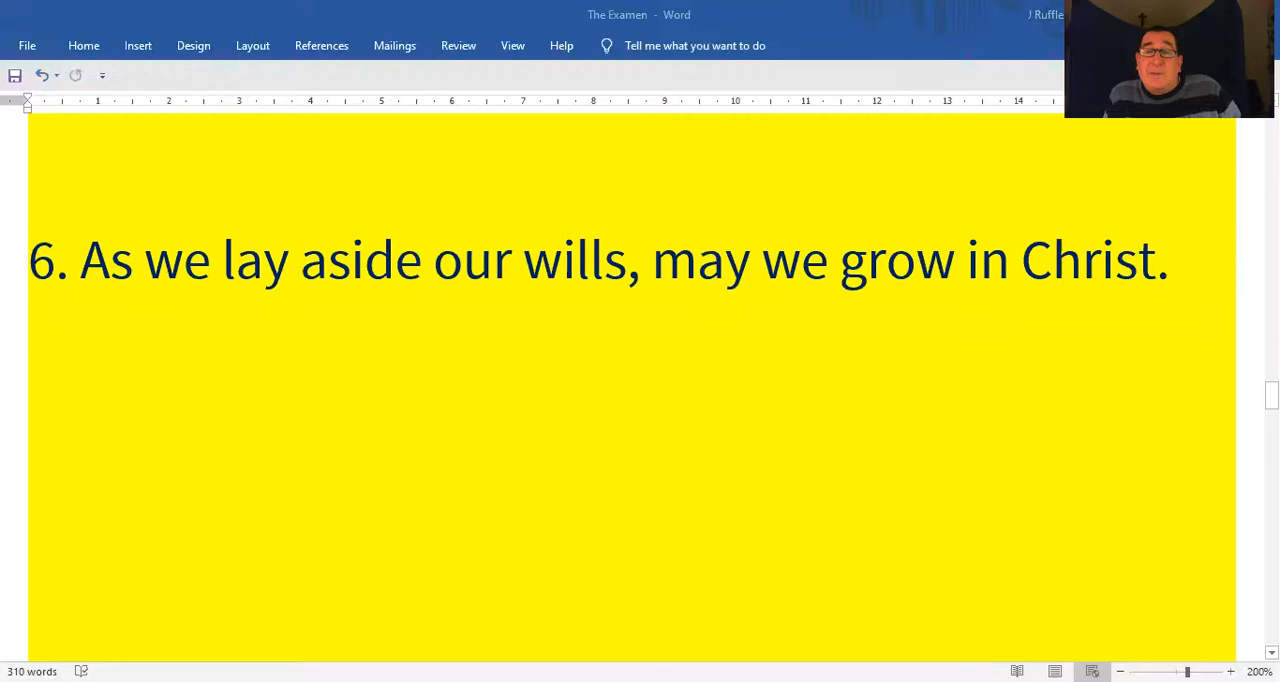 The Examen - Word
J Ruffle
File Home Insert Design Layout References Mailings Review View Help Tell me what you want to do
1 2 3 4 5 6 7 8 9 10 11 12 13 14
6. As we lay aside our wills, may we grow in Christ.
310 words
200%